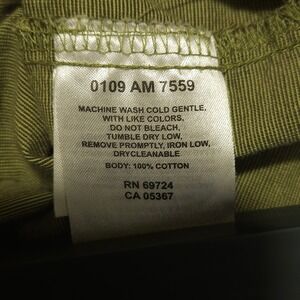 0109 AM 7559
MACHINE WASH COLD GENTLE,
WITH LIKE COLORS,
DO NOT BLEACH,
TUMBLE DRY LOW,
REMOVE PROMPTLY, IRON LOW,
DRYCLEANABLE
BODY: 100% COTTON
RN 69724
CA 05367